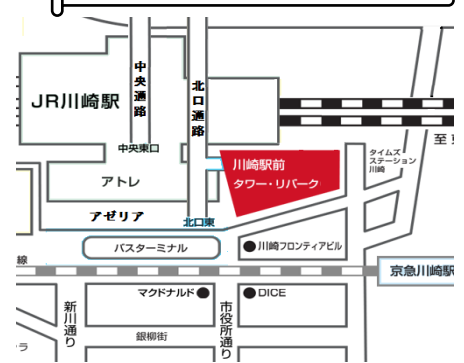 中央通路
北口通路
JR川崎駅
至
中央東口
川崎駅前
タワー・リパーク
タイムズ
ステーション
川崎
アトレ
アゼリア
北口東
バスターミナル
川崎フロンティアビル
線
京急川崎駅
マクドナルド
DICE
新川通り
市役所通り
銀柳街
ラ